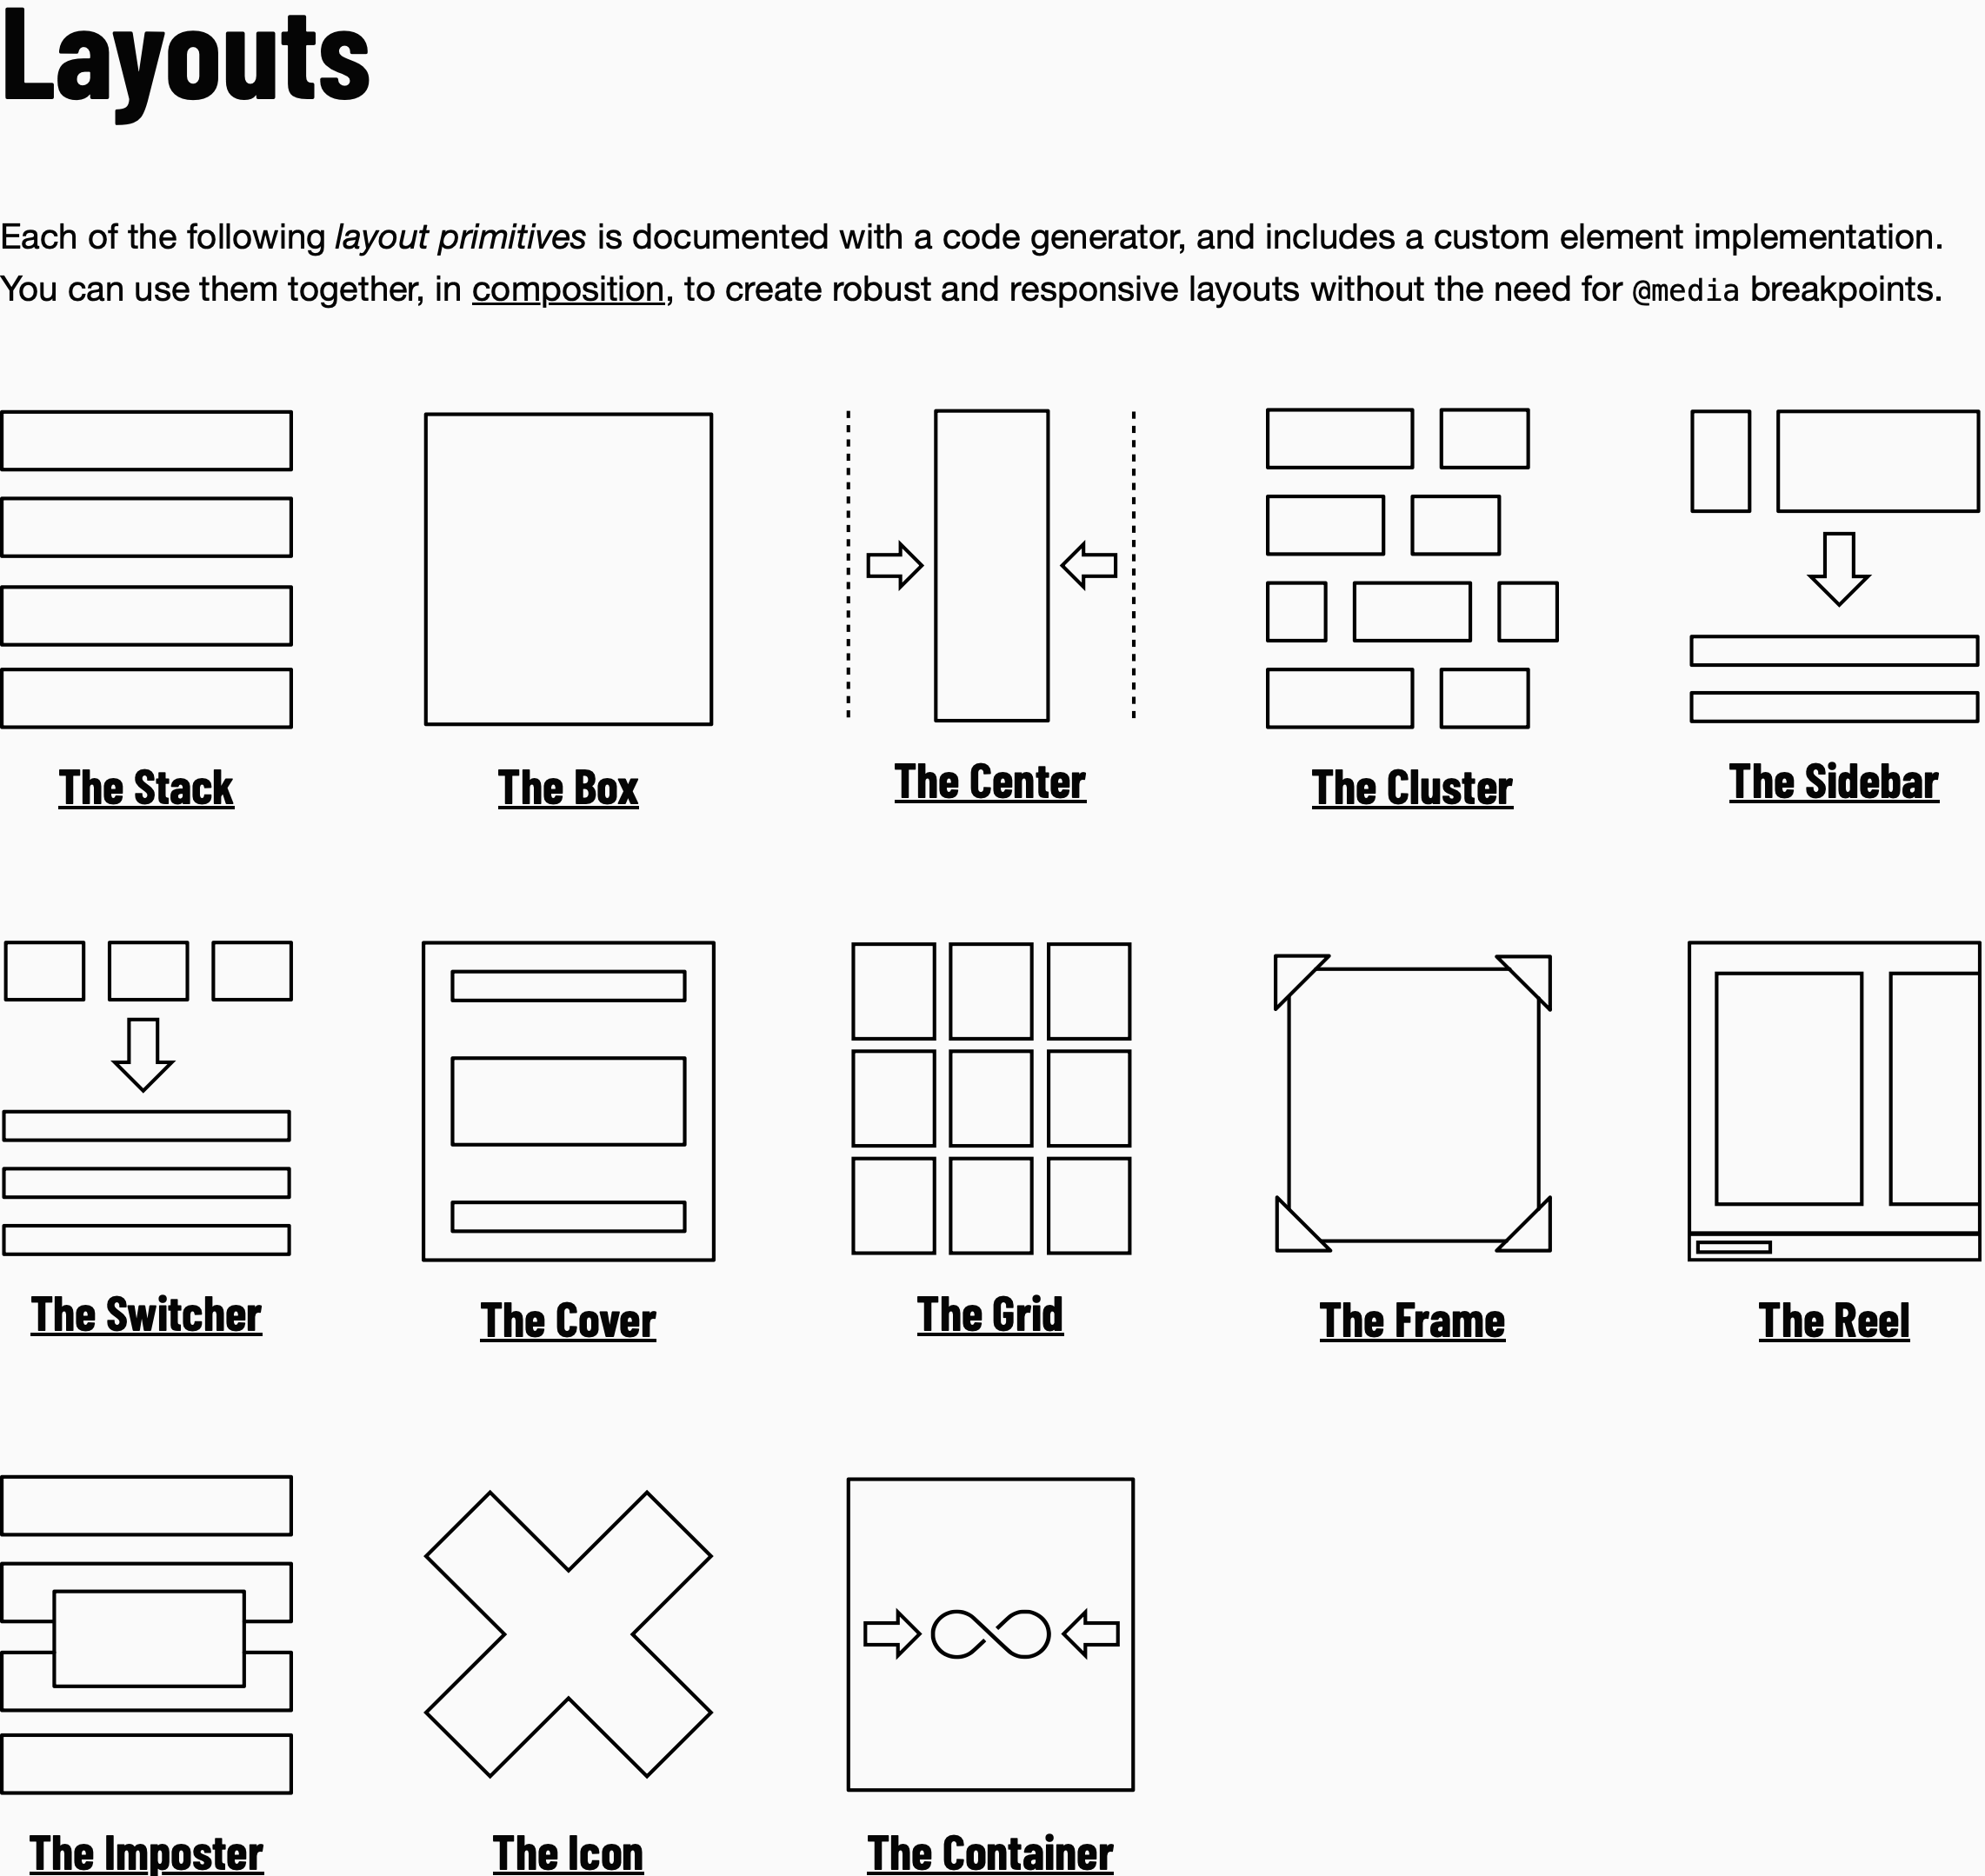 Layouts
Each of the following layout primitives is documented with a code generator, and includes a custom element implementation.
You can use them together, in composition, to create robust and responsive layouts without the need for @media breakpoints.
The Stack
The Box
The Center
The Cluster
The Sidebar
The Switcher
The Cover
The Grid
The Frame
The Reel
The Imposter
The Icon
The Container